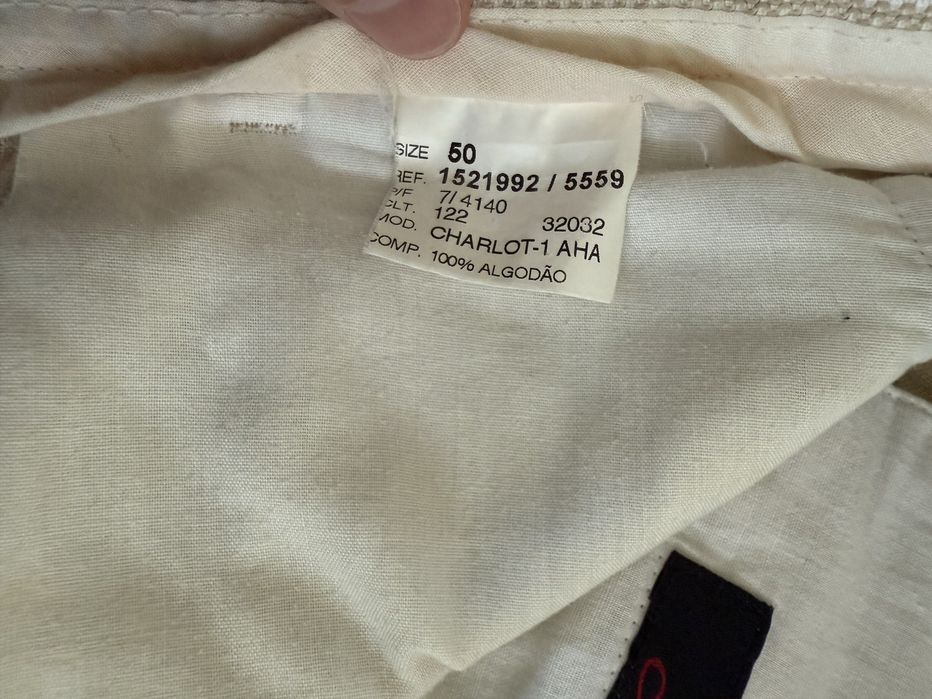 SIZE 50
REF. 1521992 / 5559
P/F 7/4140
CLT. 122 32032
MOD. CHARLOT-1 AHA
COMP. 100% ALGODÃO